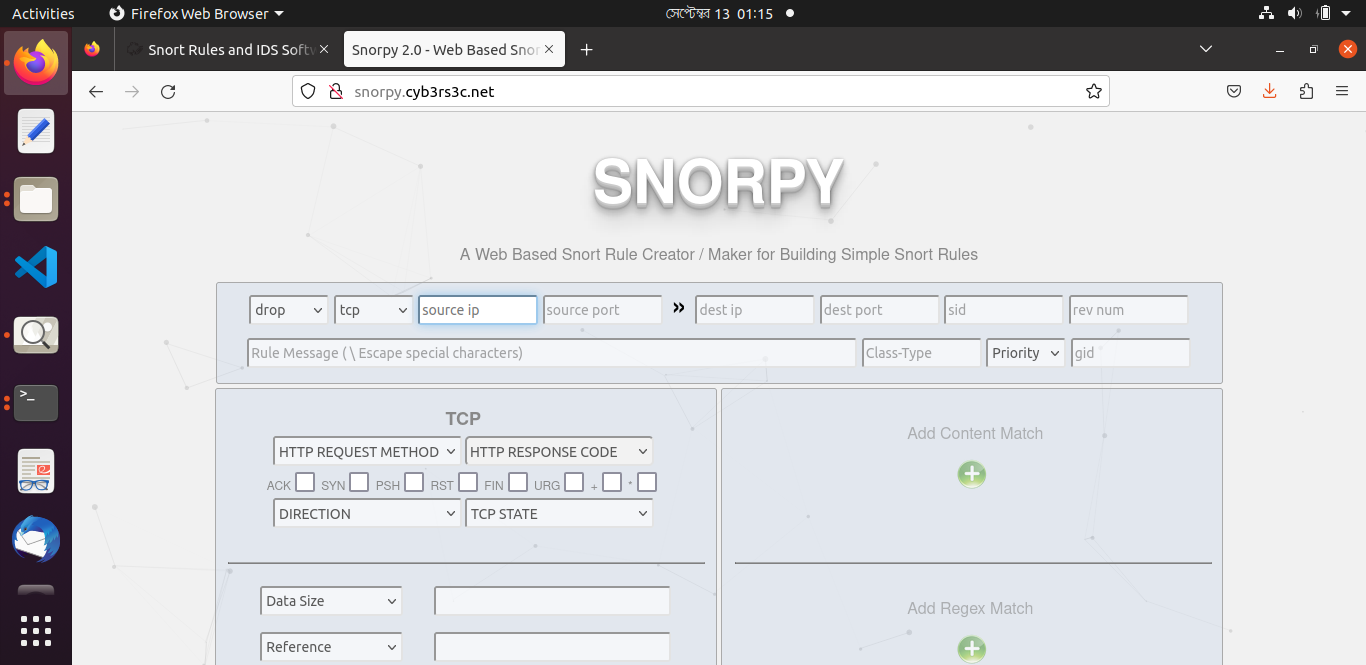 Activities Firefox Web Browser সেপ্টেম্বর 13 01:15
Snort Rules and IDS Softw Snorpy 2.0 - Web Based Snor
snorpy.cyb3rs3c.net
SNORPY
A Web Based Snort Rule Creator / Maker for Building Simple Snort Rules
drop tcp source ip source port » dest ip dest port sid rev num
Rule Message ( \ Escape special characters) Class-Type Priority gid
TCP
HTTP REQUEST METHOD HTTP RESPONSE CODE
ACK SYN PSH RST FIN URG + *
DIRECTION TCP STATE
Data Size
Reference
Add Content Match
Add Regex Match